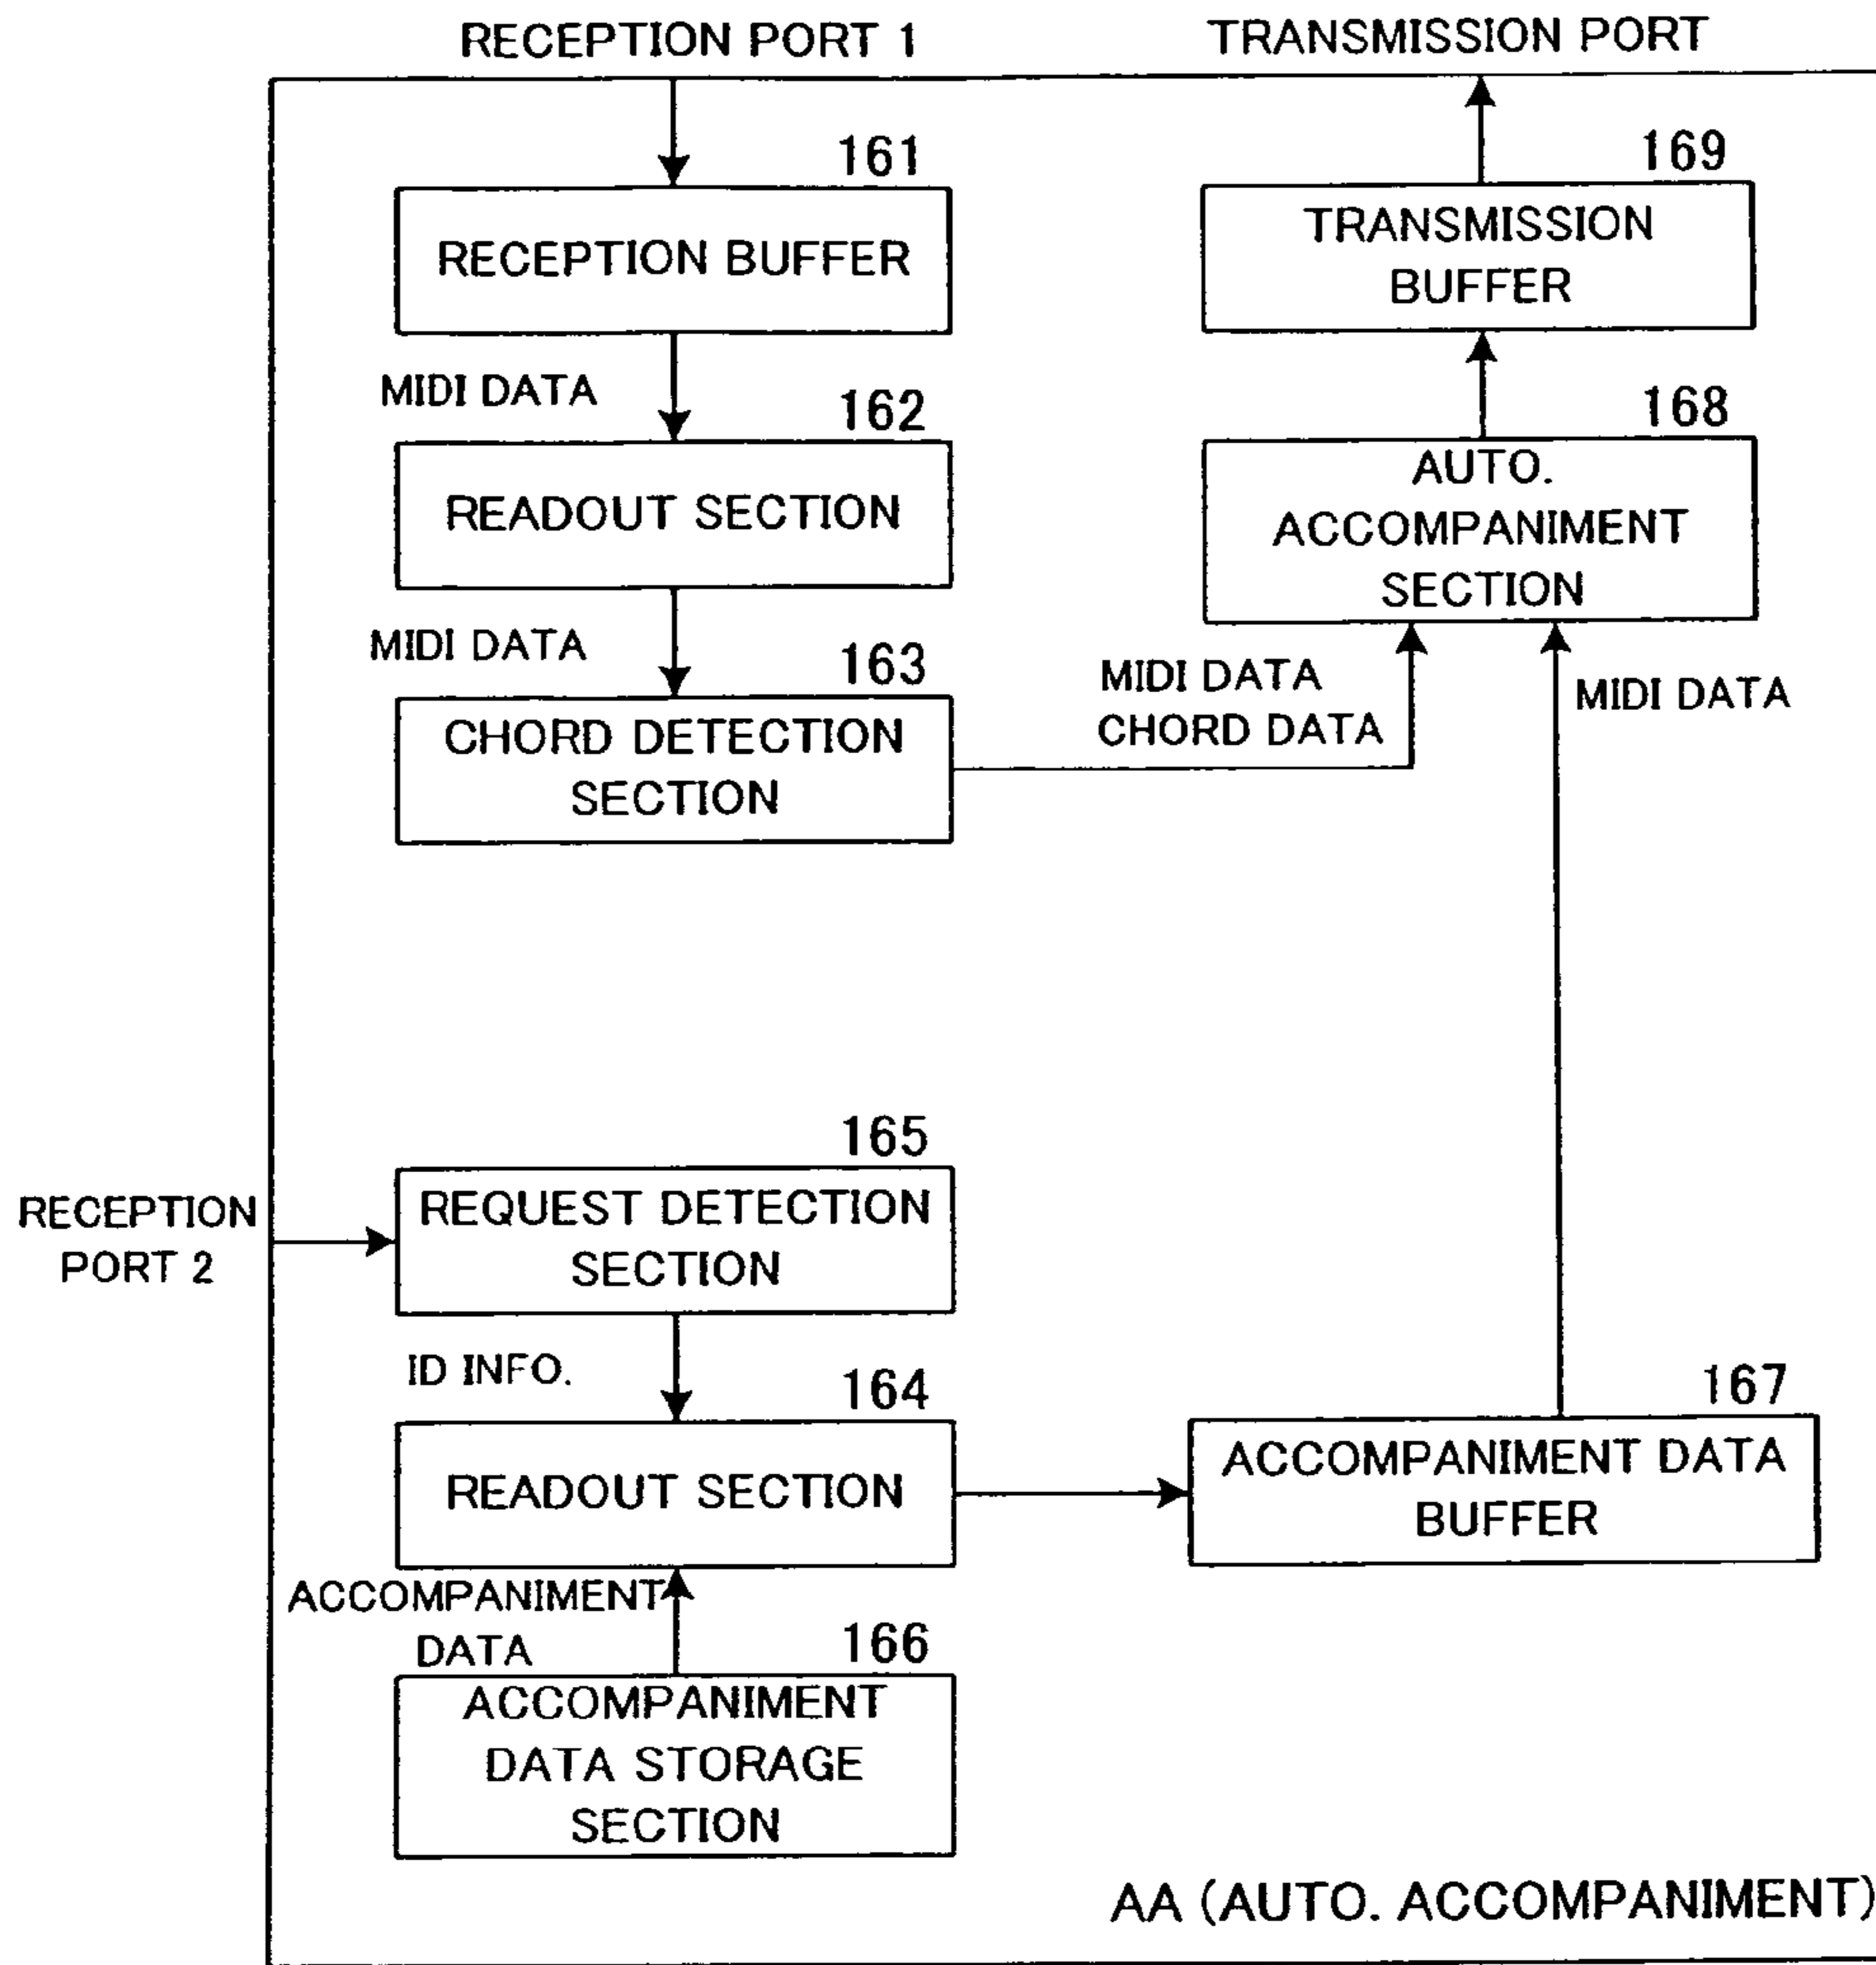 RECEPTION PORT 1
TRANSMISSION PORT
161
RECEPTION BUFFER
MIDI DATA
162
READOUT SECTION
MIDI DATA
163
CHORD DETECTION
SECTION
169
TRANSMISSION
BUFFER
168
AUTO.
ACCOMPANIMENT
SECTION
MIDI DATA
CHORD DATA
MIDI DATA
RECEPTION
PORT 2
165
REQUEST DETECTION
SECTION
ID INFO.
164
READOUT SECTION
167
ACCOMPANIMENT DATA
BUFFER
ACCOMPANIMENT
DATA
166
ACCOMPANIMENT
DATA STORAGE
SECTION
AA (AUTO. ACCOMPANIMENT)